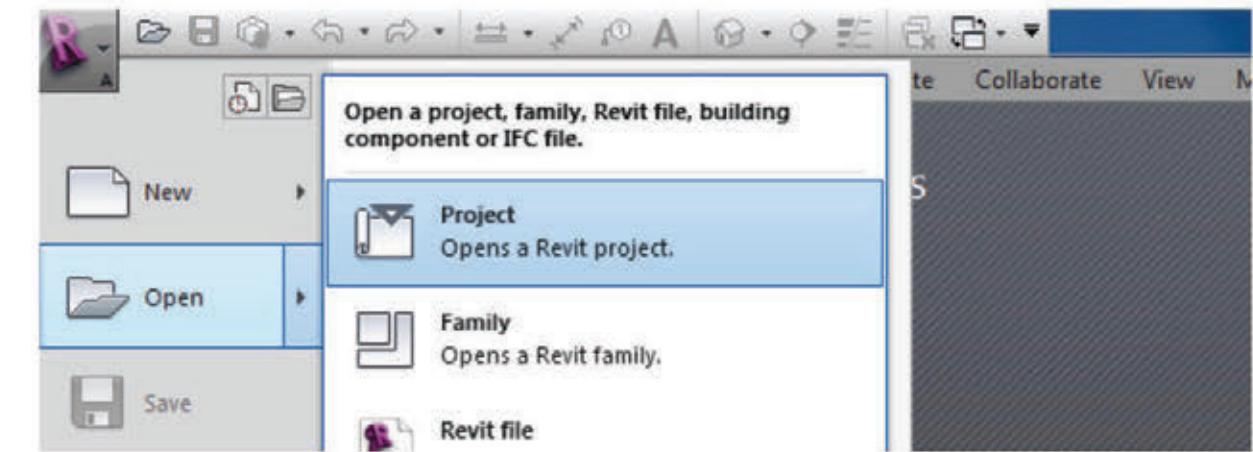 R
A
A
te Collaborate View M
Open a project, family, Revit file, building
component or IFC file.
New
Project
Opens a Revit project.
s
Open
Family
Opens a Revit family.
Save
Revit file